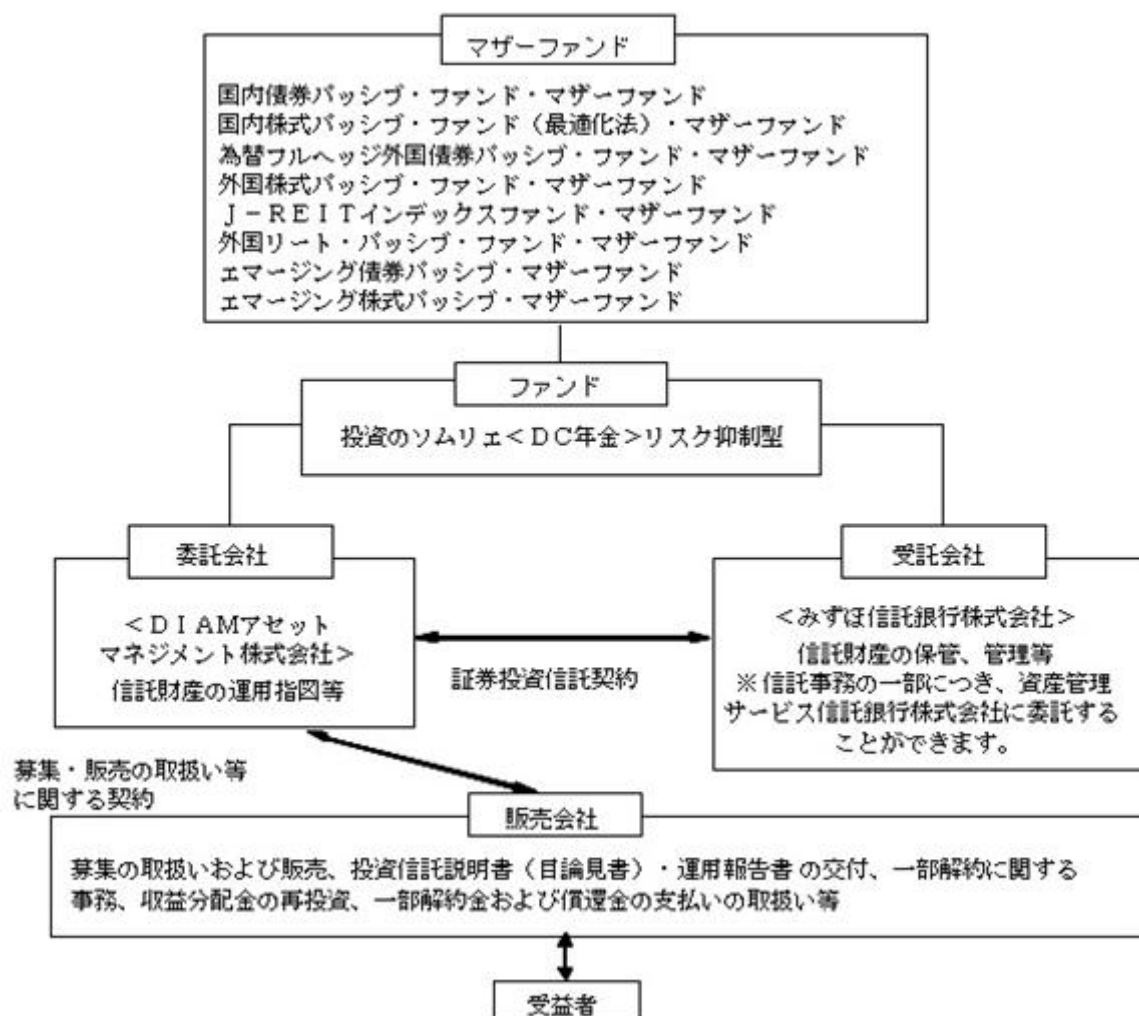 マザーファンド
国内債券パッシブ・ファンド・マザーファンド
国内株式パッシブ・ファンド（最適化法）・マザーファンド
為替フルヘッジ外国債券パッシブ・ファンド・マザーファンド
外国株式パッシブ・ファンド・マザーファンド
Ｊ－ＲＥＩＴインデックスファンド・マザーファンド
外国リート・パッシブ・ファンド・マザーファンド
エマージング債券パッシブ・マザーファンド
エマージング株式パッシブ・マザーファンド
ファンド
投資のソムリエ＜ＤＣ年金＞リスク抑制型
委託会社
＜ＤＩＡＭアセット
マネジメント株式会社＞
信託財産の運用指図等
証券投資信託契約
受託会社
＜みずほ信託銀行株式会社＞
信託財産の保管、管理等
※信託事務の一部につき、資産管理
サービス信託銀行株式会社に委託する
ことができます。
募集・販売の取扱い等
に関する契約
販売会社
募集の取扱いおよび販売、投資信託説明書（目論見書）・運用報告書の交付、一部解約に関する
事務、収益分配金の再投資、一部解約金および償還金の支払いの取扱い等
受益者